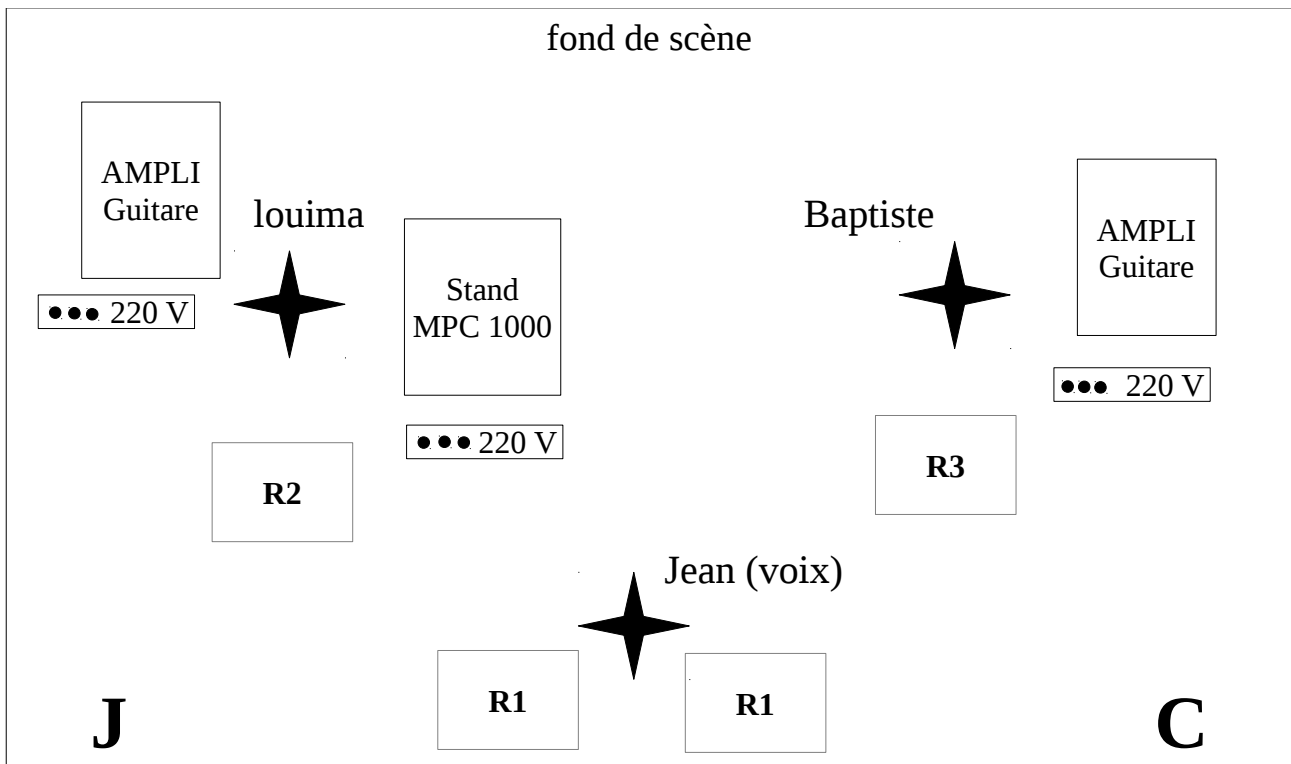 fond de scène
AMPLI
Guitare
louima
Baptiste
AMPLI
Guitare
Stand
MPC 1000
220 V
220 V
220 V
R2
R3
Jean (voix)
R1
R1
J
C